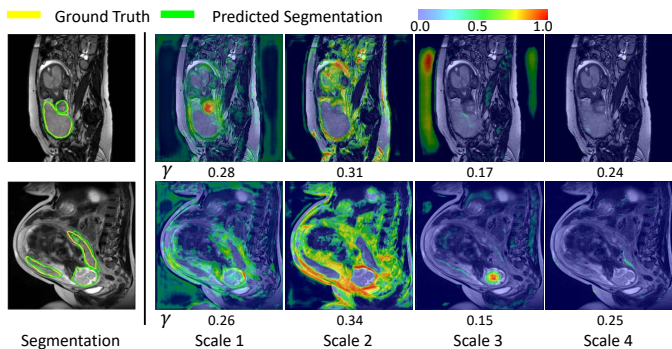 Ground Truth Predicted Segmentation 0.0 0.5 1.0
γ 0.28 0.31 0.17 0.24
γ 0.26 0.34 0.15 0.25
Segmentation Scale 1 Scale 2 Scale 3 Scale 4